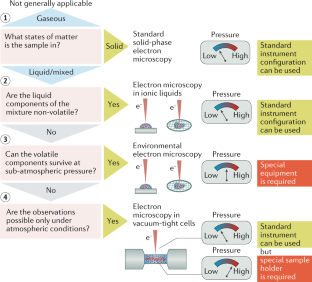 Not generally applicable
1
Gaseous
What states of matter
is the sample in?
Solid
Standard
solid-phase
electron
microscopy
Pressure
Low
High
Standard
instrument
configuration
can be used
Liquid/mixed
2
Are the liquid
components of the
mixture non-volatile?
Yes
Electron microscopy
in ionic liquids
e-
Pressure
Low
High
Standard
instrument
configuration
can be used
No
3
Can the volatile
components survive at
sub-atmospheric pressure?
Yes
Environmental
electron microscopy
e-
Pressure
Low
High
Special
equipment
is required
No
4
Are the observations
possible only under
atmospheric conditions?
Yes
Electron
microscopy in
vacuum-tight cells
e-
Pressure
Low
High
Standard
instrument
can be used
but
Pressure
Low
High
special sample
holder
is required